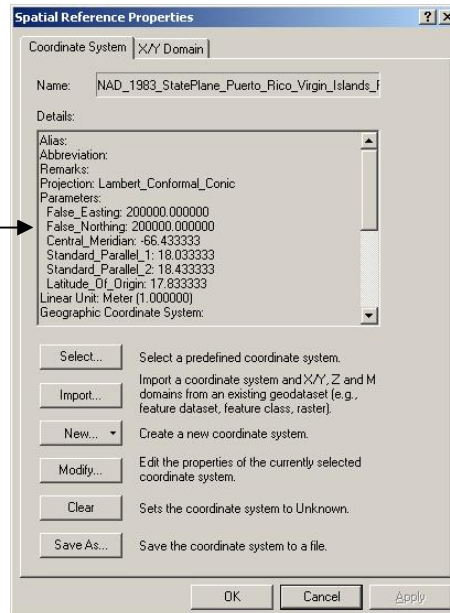 Spatial Reference Properties
Coordinate System X/Y Domain
Name: NAD_1983_StatePlane_Puerto_Rico_Virgin_Islands_
Details:
Alias:
Abbreviation:
Remarks:
Projection: Lambert_Conformal_Conic
Parameters:
False_Easting: 200000.000000
False_Northing: 200000.000000
Central_Meridian: -66.433333
Standard_Parallel_1: 18.033333
Standard_Parallel_2: 18.433333
Latitude_Of_Origin: 17.833333
Linear Unit: Meter (1.000000)
Geographic Coordinate System:
Select... Select a predefined coordinate system.
Import... Import a coordinate system and X/Y, Z and M
domains from an existing geodataset (e.g.,
feature dataset, feature class, raster).
New... Create a new coordinate system.
Modify... Edit the properties of the currently selected
coordinate system.
Clear Sets the coordinate system to Unknown.
Save As... Save the coordinate system to a file.
OK Cancel Apply